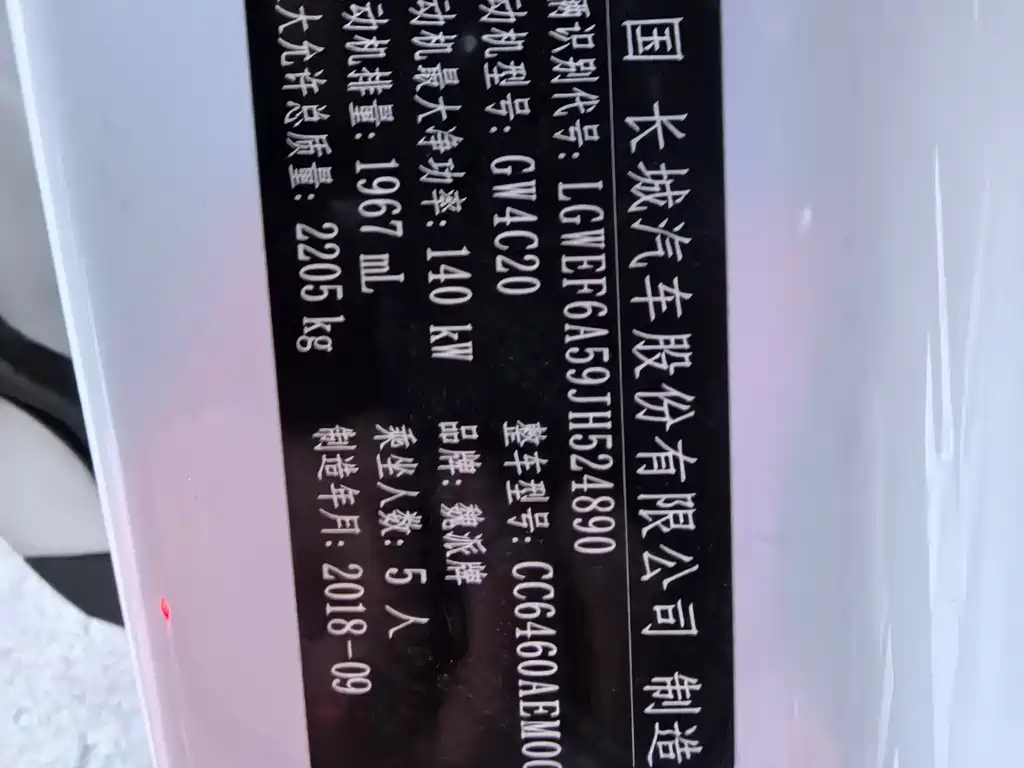 国 长城汽车股份有限公司 制造
辆识别代号: LGWEF6A59JH524890
动机型号: GW4C20 整车型号: CC6460AEM0
动机最大净功率: 140 kW 品牌: 魏派牌
动机排量: 1967 mL 乘坐人数: 5 人
大允许总质量: 2205 kg 制造年月: 2018-09